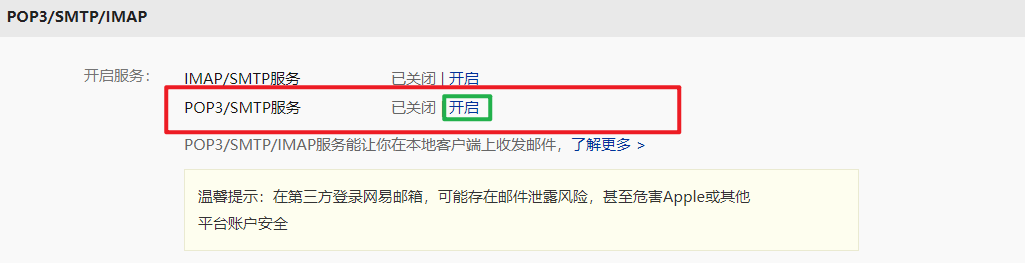 POP3/SMTP/IMAP
开启服务： IMAP/SMTP服务 已关闭 | 开启
POP3/SMTP服务 已关闭 开启
POP3/SMTP/IMAP服务能让你在本地客户端上收发邮件，了解更多 >
温馨提示：在第三方登录网易邮箱，可能存在邮件泄露风险，甚至危害Apple或其他
平台账户安全